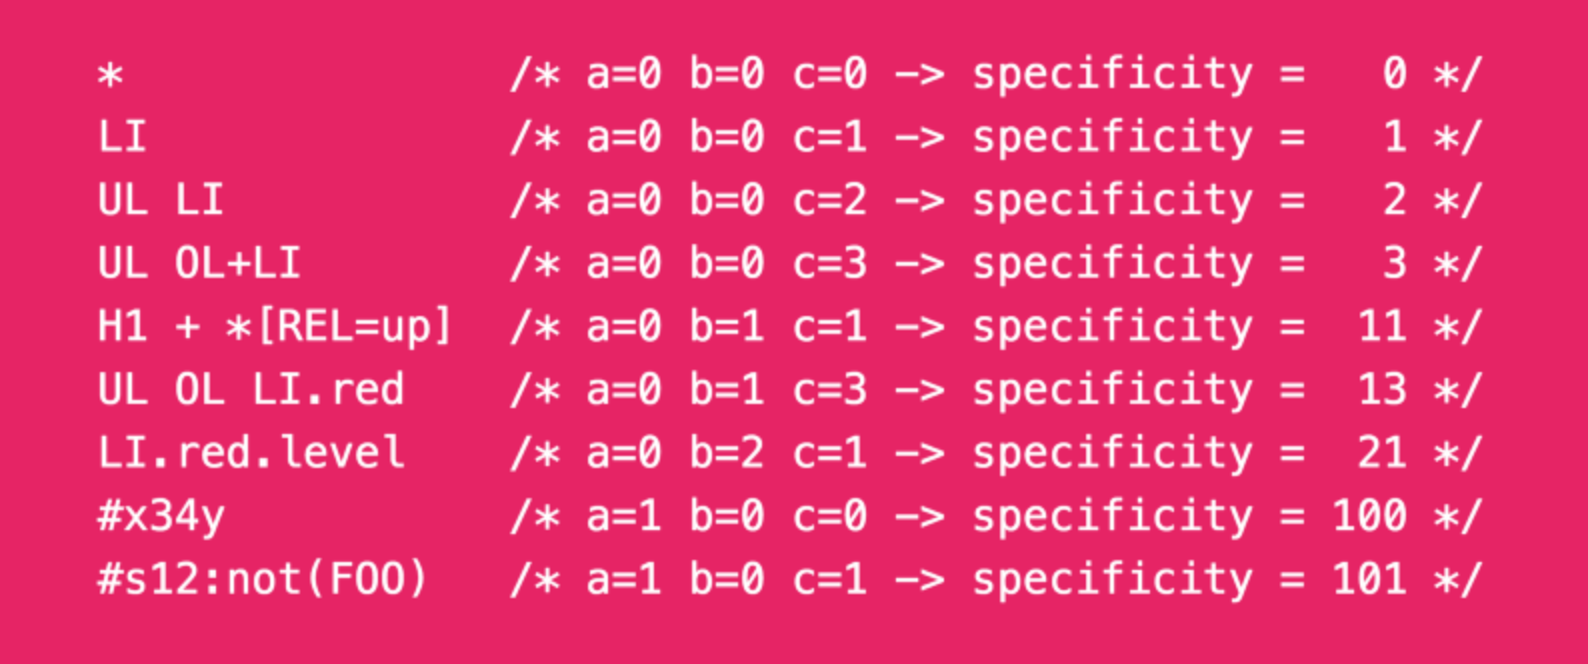 *               /* a=0 b=0 c=0 -> specificity =   0 */
LI              /* a=0 b=0 c=1 -> specificity =   1 */
UL LI           /* a=0 b=0 c=2 -> specificity =   2 */
UL OL+LI        /* a=0 b=0 c=3 -> specificity =   3 */
H1 + *[REL=up]  /* a=0 b=1 c=1 -> specificity =  11 */
UL OL LI.red    /* a=0 b=1 c=3 -> specificity =  13 */
LI.red.level    /* a=0 b=2 c=1 -> specificity =  21 */
#x34y           /* a=1 b=0 c=0 -> specificity = 100 */
#s12:not(FOO)   /* a=1 b=0 c=1 -> specificity = 101 */